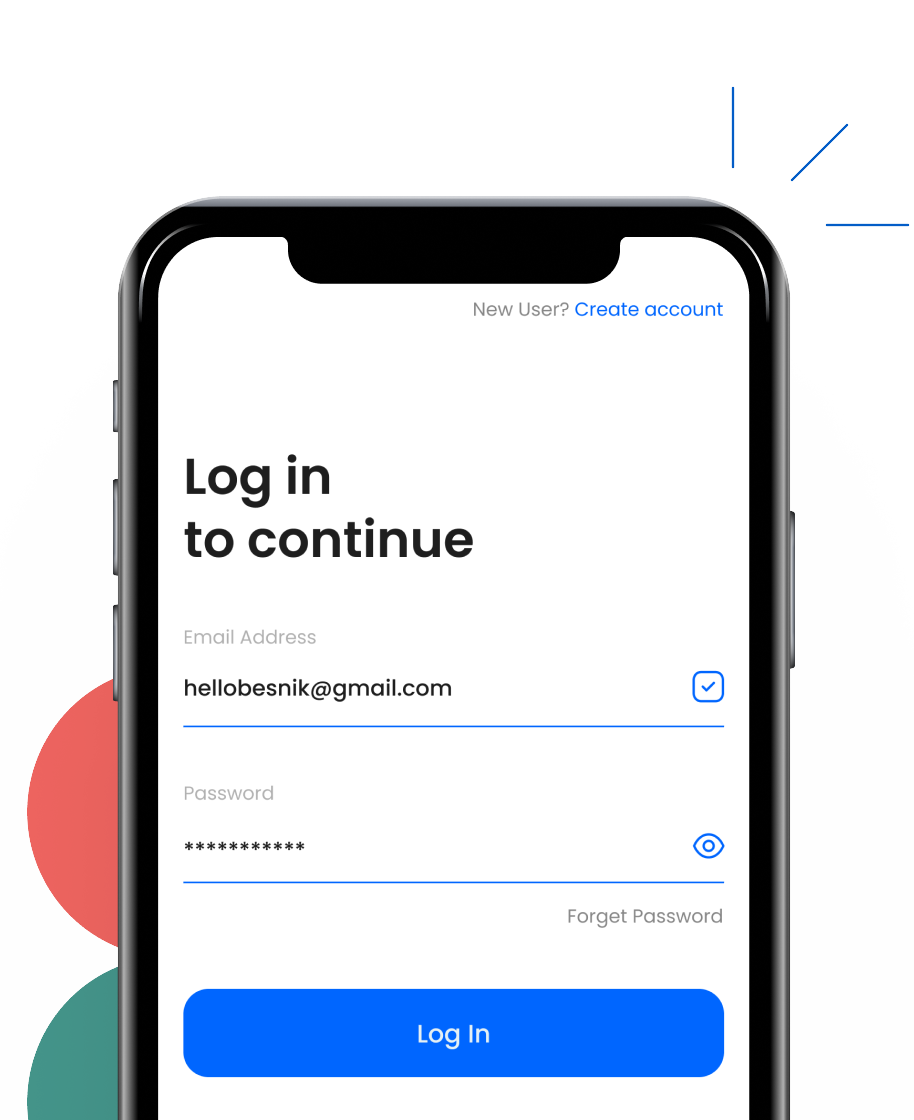 New User? Create account
Log in
to continue
Email Address
hellobesnik@gmail.com
Password
***********
Forget Password
Log In